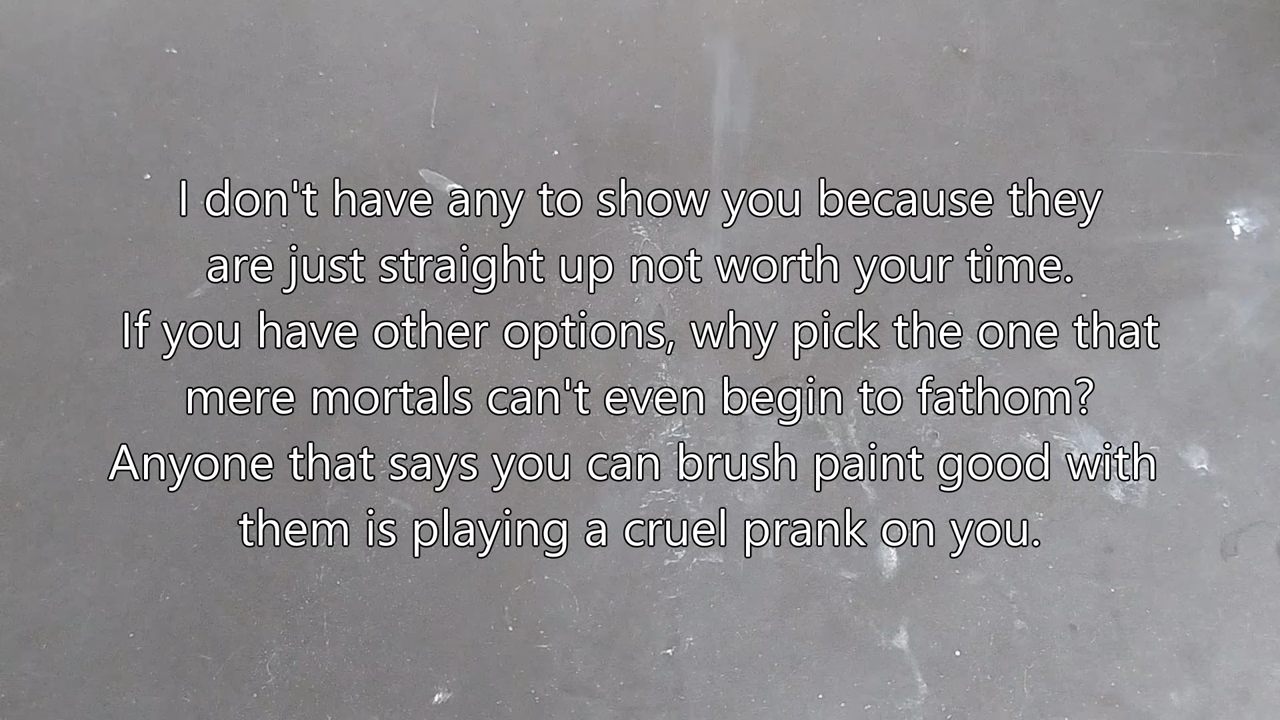 I don't have any to show you because they
are just straight up not worth your time.
If you have other options, why pick the one that
mere mortals can't even begin to fathom?
Anyone that says you can brush paint good with
them is playing a cruel prank on you.